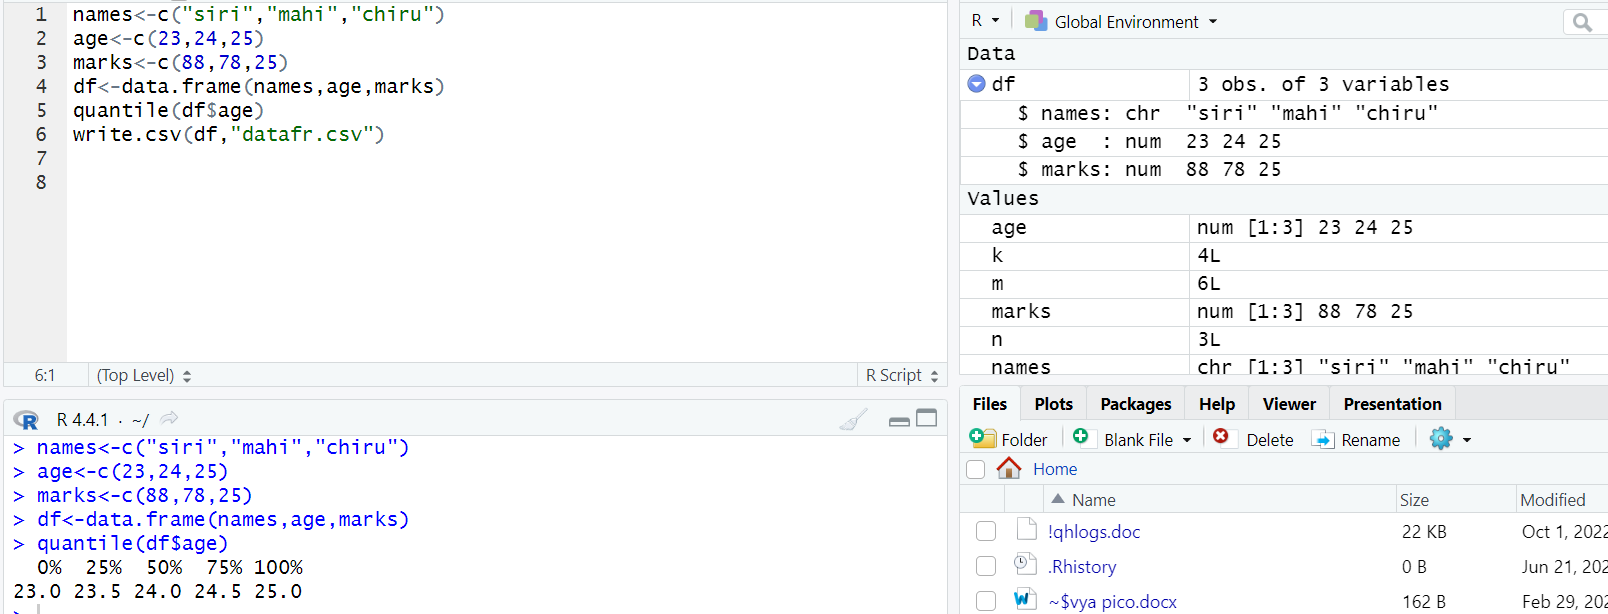 1 names<-c("siri","mahi","chiru")
2 age<-c(23,24,25)
3 marks<-c(88,78,25)
4 df<-data.frame(names,age,marks)
5 quantile(df$age)
6 write.csv(df,"datafr.csv")
7
8
6:1 (Top Level) R Script
R 4.4.1 · ~/
> names<-c("siri","mahi","chiru")
> age<-c(23,24,25)
> marks<-c(88,78,25)
> df<-data.frame(names,age,marks)
> quantile(df$age)
0% 25% 50% 75% 100%
23.0 23.5 24.0 24.5 25.0
>
R Global Environment
Data
df 3 obs. of 3 variables
$ names: chr "siri" "mahi" "chiru"
$ age : num 23 24 25
$ marks: num 88 78 25
Values
age num [1:3] 23 24 25
k 4L
m 6L
marks num [1:3] 88 78 25
n 3L
names chr [1:3] "siri" "mahi" "chiru"
Files Plots Packages Help Viewer Presentation
Folder Blank File Delete Rename
Home
Name Size Modified
!qhlogs.doc 22 KB Oct 1, 2022
.Rhistory 0 B Jun 21, 202
~$vya pico.docx 162 B Feb 29, 202